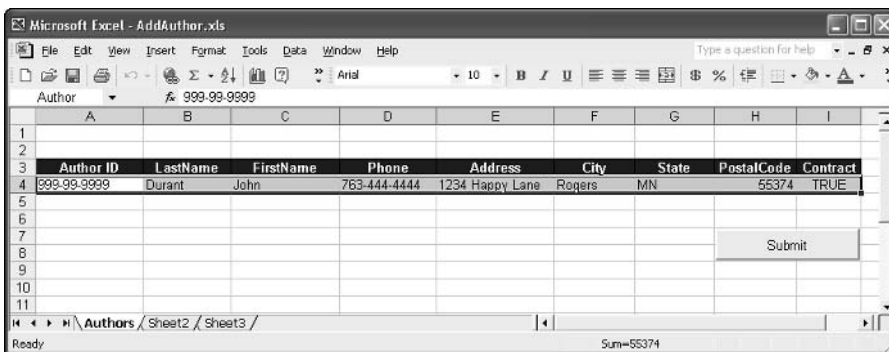 Microsoft Excel - AddAuthor.xls
File Edit View Insert Format Tools Data Window Help Type a question for help
Arial 10 B I U $ % A
Author fx 999-99-9999
A B C D E F G H I
1
2
3 Author ID LastName FirstName Phone Address City State PostalCode Contract
4 999-99-9999 Durant John 763-444-4444 1234 Happy Lane Rogers MN 55374 TRUE
5
6
7
Submit
8
9
10
11
Authors Sheet2 Sheet3
Ready Sum=55374